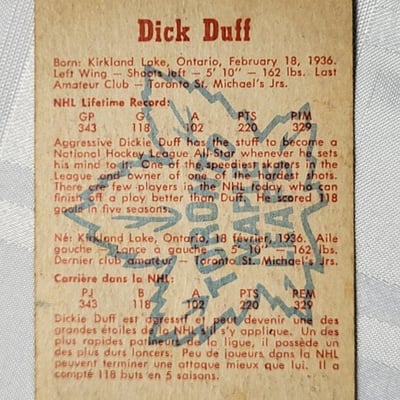 Dick Duff
Born: Kirkland Lake, Ontario, February 18, 1936.
Left Wing — Shoots left — 5' 10" — 162 lbs. Last
Amateur Club — Toronto St. Michael's Jrs.
NHL Lifetime Record:
GP G A PTS PIM
343 118 102 220 329
Aggressive Dickie Duff has the stuff to become a
National Hockey League All-Star whenever he sets
his mind to it. One of the speediest skaters in the
League and owner of one of the hardest shots.
There are few players in the NHL today who can
finish off a play better than Duff. He scored 118
goals in five seasons.
Né: Kirkland Lake, Ontario, 18 février, 1936. Aile
gauche — Lance à gauche — 5' 10" — 162 lbs.
Dernier club amateur — Toronto St. Michael's Jrs.
Carrière dans la NHL:
PJ B A PTS REM
343 118 102 220 329
Dickie Duff est agressif et peut devenir une des
grandes étoiles de la NHL s'il s'y applique. Un des
plus rapides patineurs de la ligue, il possède un
des plus durs lancers. Peu de joueurs dans la NHL
peuvent terminer une attaque mieux que lui. Il a
compté 118 buts en 5 saisons.
TORONTO
MAPLE
LEAFS